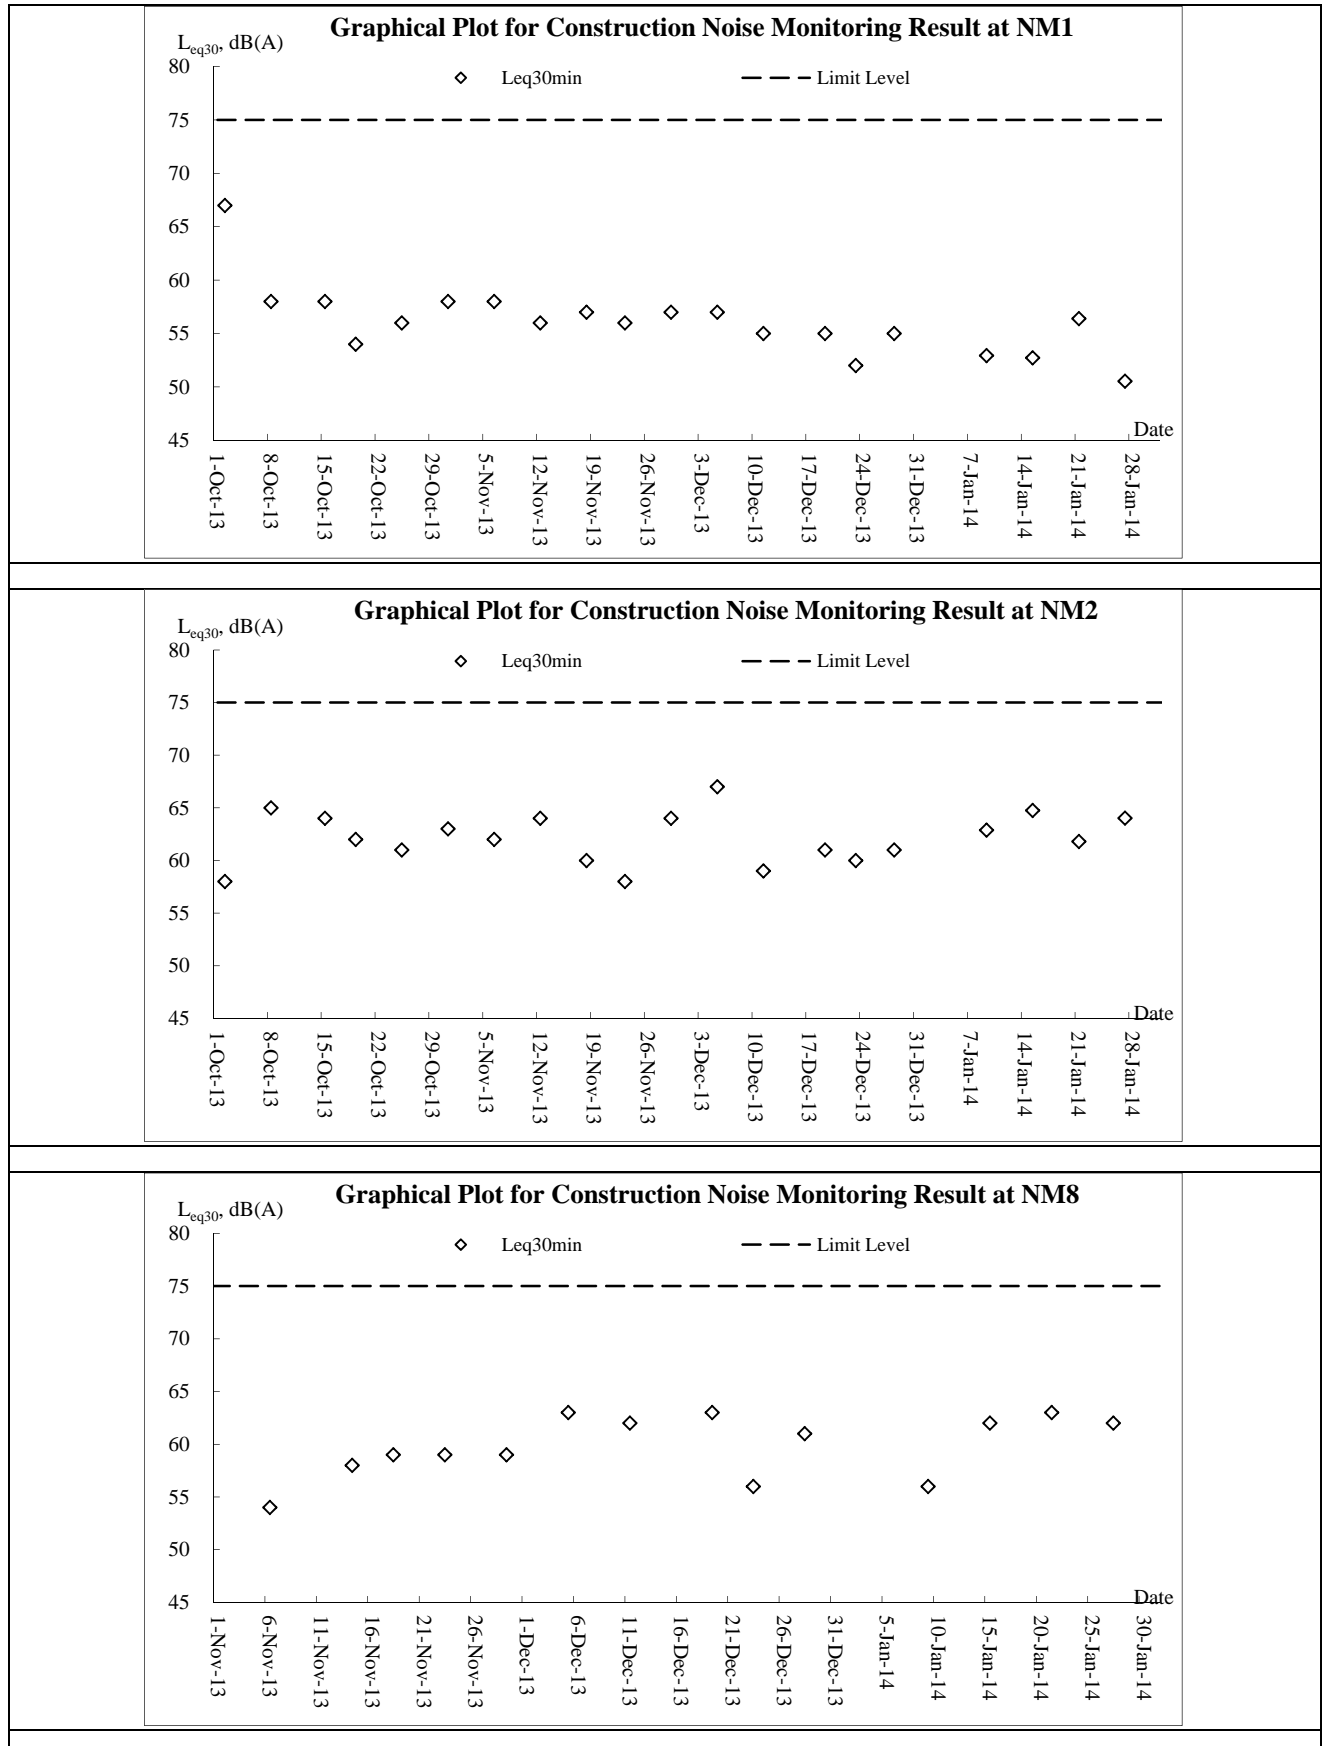 Graphical Plot for Construction Noise Monitoring Result at NM1
Leq30, dB(A)
Leq30min
Limit Level
80
75
70
65
60
55
50
45
Date
1-Oct-13
8-Oct-13
15-Oct-13
22-Oct-13
29-Oct-13
5-Nov-13
12-Nov-13
19-Nov-13
26-Nov-13
3-Dec-13
10-Dec-13
17-Dec-13
24-Dec-13
31-Dec-13
7-Jan-14
14-Jan-14
21-Jan-14
28-Jan-14
Graphical Plot for Construction Noise Monitoring Result at NM2
Leq30, dB(A)
Leq30min
Limit Level
80
75
70
65
60
55
50
45
Date
1-Oct-13
8-Oct-13
15-Oct-13
22-Oct-13
29-Oct-13
5-Nov-13
12-Nov-13
19-Nov-13
26-Nov-13
3-Dec-13
10-Dec-13
17-Dec-13
24-Dec-13
31-Dec-13
7-Jan-14
14-Jan-14
21-Jan-14
28-Jan-14
Graphical Plot for Construction Noise Monitoring Result at NM8
Leq30, dB(A)
Leq30min
Limit Level
80
75
70
65
60
55
50
45
Date
1-Nov-13
6-Nov-13
11-Nov-13
16-Nov-13
21-Nov-13
26-Nov-13
1-Dec-13
6-Dec-13
11-Dec-13
16-Dec-13
21-Dec-13
26-Dec-13
31-Dec-13
5-Jan-14
10-Jan-14
15-Jan-14
20-Jan-14
25-Jan-14
30-Jan-14